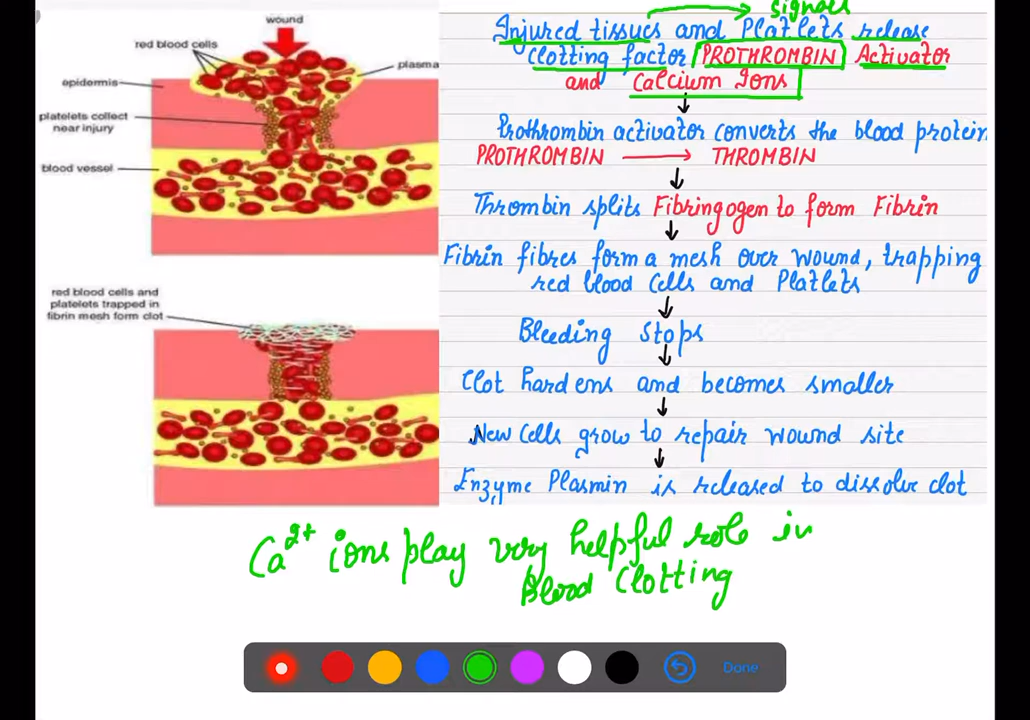 wound
red blood cells
plasma
epidermis
platelets collect
near injury
blood vessel
red blood cells and
platelets trapped in
fibrin mesh form clot
signals
Injured tissues and Platlets release
clotting factor PROTHROMBIN Activator
and Calcium Ions
Prothrombin activator converts the blood protein
PROTHROMBIN → THROMBIN
Thrombin splits Fibringogen to form Fibrin
Fibrin fibres form a mesh over wound, trapping
red blood Cells and Platlets
Bleeding Stops
Clot hardens and becomes smaller
New Cells grow to repair wound site
Enzyme Plasmin is released to dissolve clot
Ca²⁺ ions play very helpful role in
Blood Clotting
Done